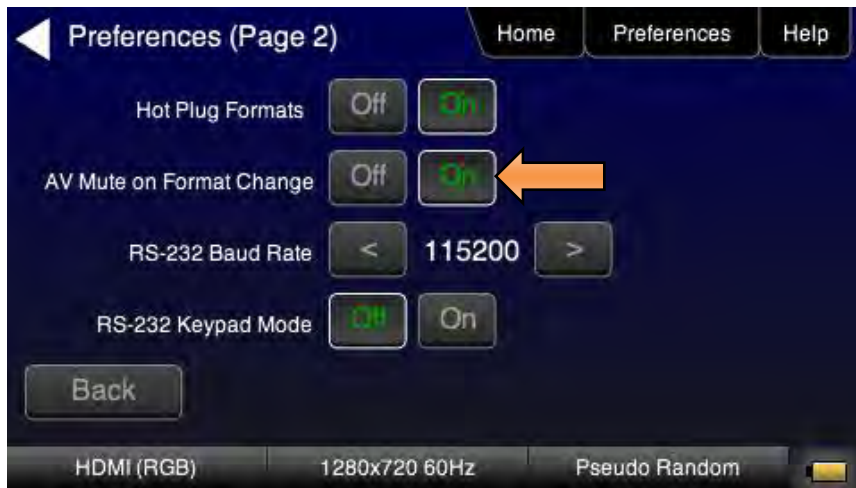 Preferences (Page 2) Home Preferences Help
Hot Plug Formats Off On
AV Mute on Format Change Off On
RS-232 Baud Rate < 115200 >
RS-232 Keypad Mode Off On
Back
HDMI (RGB) 1280x720 60Hz Pseudo Random